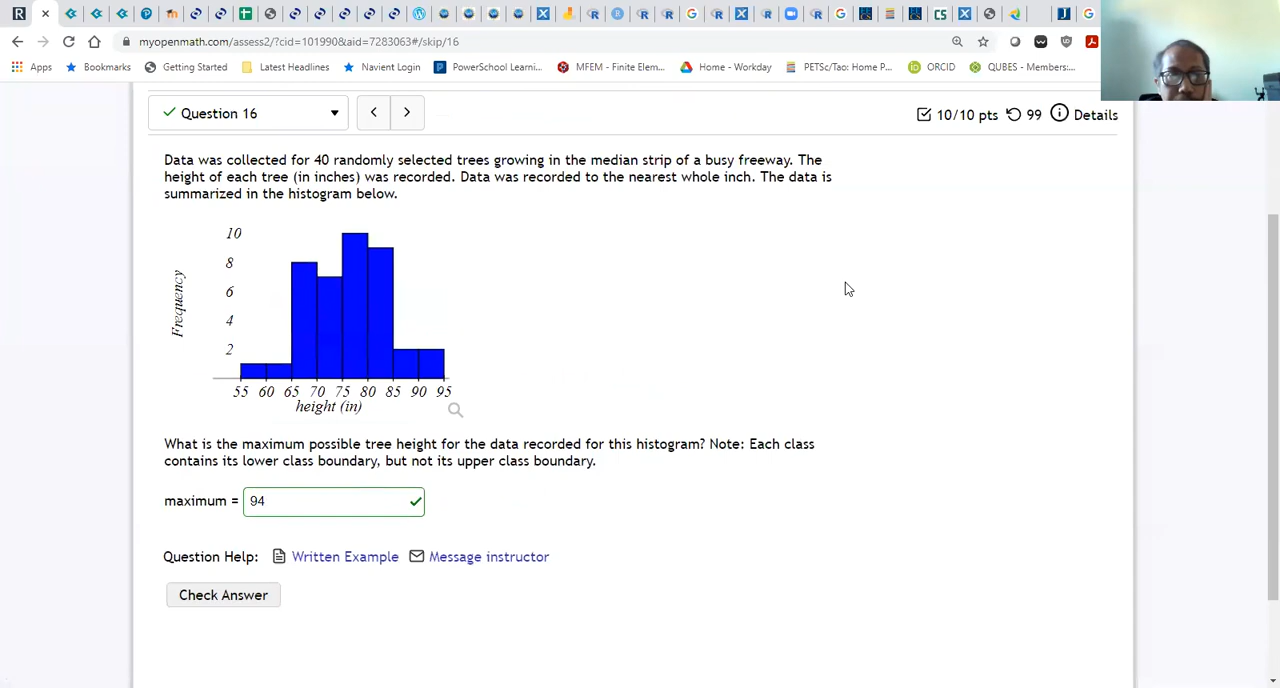 myopenmath.com/assess2/?cid=101990&aid=7283063#/skip/16
Apps Bookmarks Getting Started Latest Headlines Navient Login PowerSchool Learni... MFEM - Finite Elem... Home - Workday PETSc/Tao: Home P... ORCID QUBES - Members:...
Question 16 < > 10/10 pts 99 Details
Data was collected for 40 randomly selected trees growing in the median strip of a busy freeway. The
height of each tree (in inches) was recorded. Data was recorded to the nearest whole inch. The data is
summarized in the histogram below.
10
8
6
4
2
Frequency
55 60 65 70 75 80 85 90 95
height (in)
What is the maximum possible tree height for the data recorded for this histogram? Note: Each class
contains its lower class boundary, but not its upper class boundary.
maximum = 94
Question Help: Written Example Message instructor
Check Answer